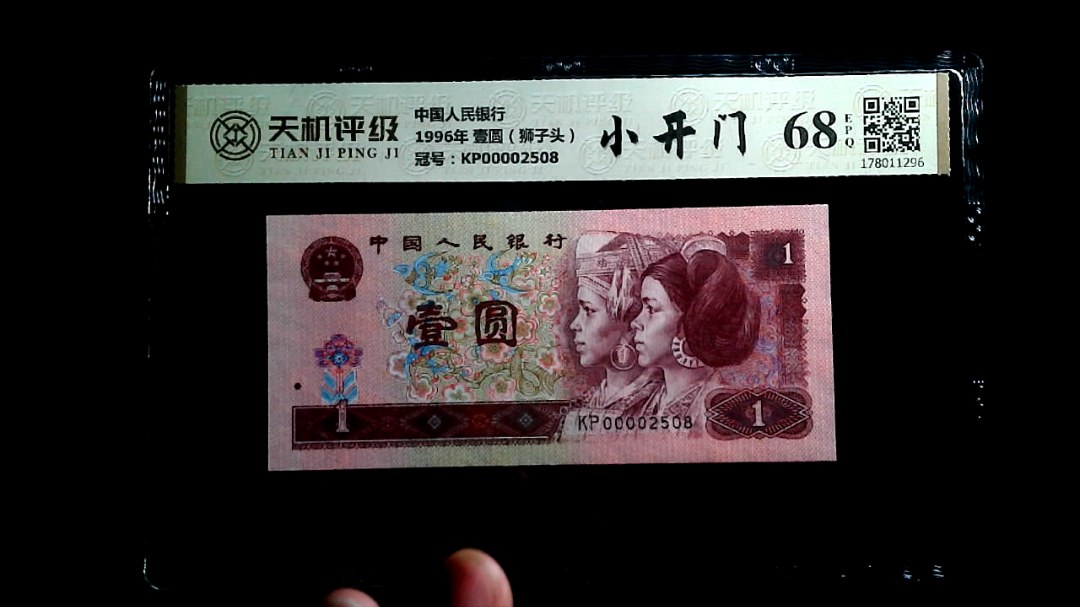 天机评级
TIAN JI PING JI
中国人民银行
1996年 壹圆（狮子头）
冠号：KP00002508
小开门
68
EPQ
178011296
中国人民银行
1
壹圆
1
KP00002508
1